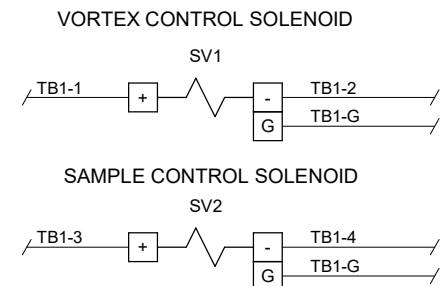 VORTEX CONTROL SOLENOID
SV1
TB1-1 + - TB1-2
G TB1-G
SAMPLE CONTROL SOLENOID
SV2
TB1-3 + - TB1-4
G TB1-G